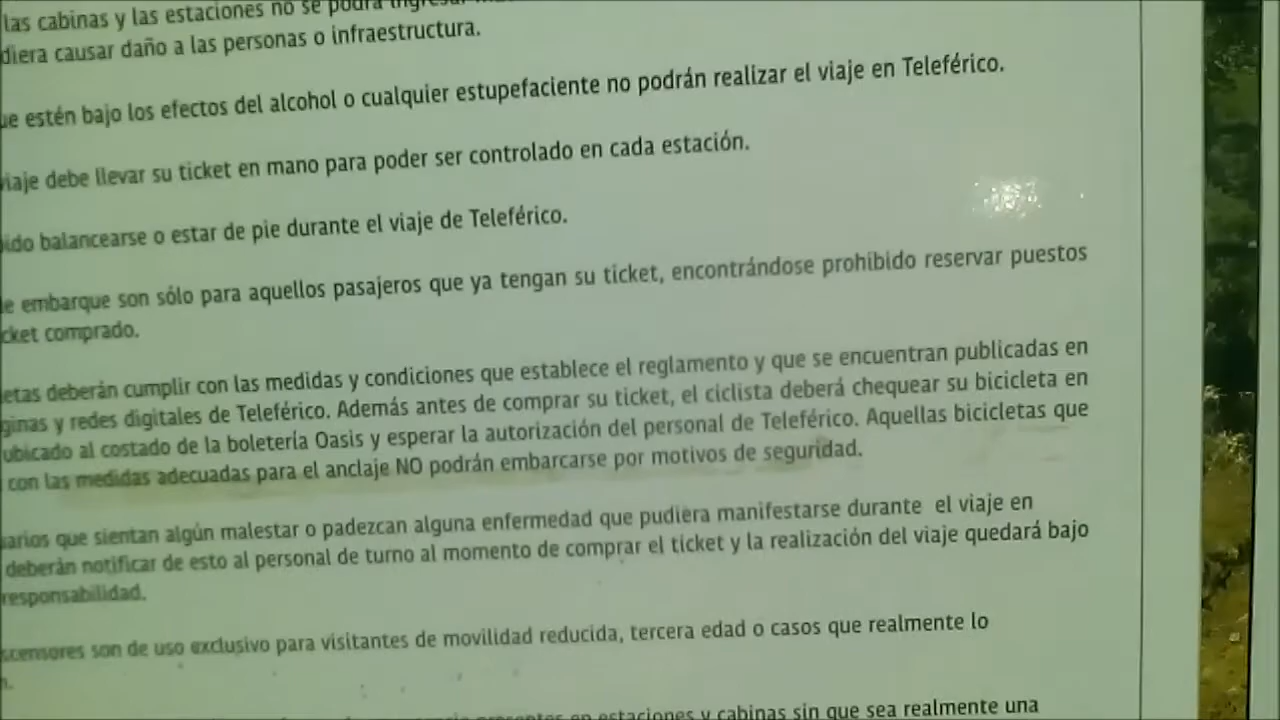 las cabinas y las estaciones no se podrá
diera causar daño a las personas o infraestructura.
ue estén bajo los efectos del alcohol o cualquier estupefaciente no podrán realizar el viaje en Teleférico.
viaje debe llevar su ticket en mano para poder ser controlado en cada estación.
ido balancearse o estar de pie durante el viaje de Teleférico.
e embarque son sólo para aquellos pasajeros que ya tengan su ticket, encontrándose prohibido reservar puestos
cket comprado.
etas deberán cumplir con las medidas y condiciones que establece el reglamento y que se encuentran publicadas en
ginas y redes digitales de Teleférico. Además antes de comprar su ticket, el ciclista deberá chequear su bicicleta en
ubicado al costado de la boletería Oasis y esperar la autorización del personal de Teleférico. Aquellas bicicletas que
con las medidas adecuadas para el anclaje NO podrán embarcarse por motivos de seguridad.
uarios que sientan algún malestar o padezcan alguna enfermedad que pudiera manifestarse durante el viaje en
deberán notificar de esto al personal de turno al momento de comprar el ticket y la realización del viaje quedará bajo
responsabilidad.
scensores son de uso exclusivo para visitantes de movilidad reducida, tercera edad o casos que realmente lo
presentes en estaciones y cabinas sin que sea realmente una